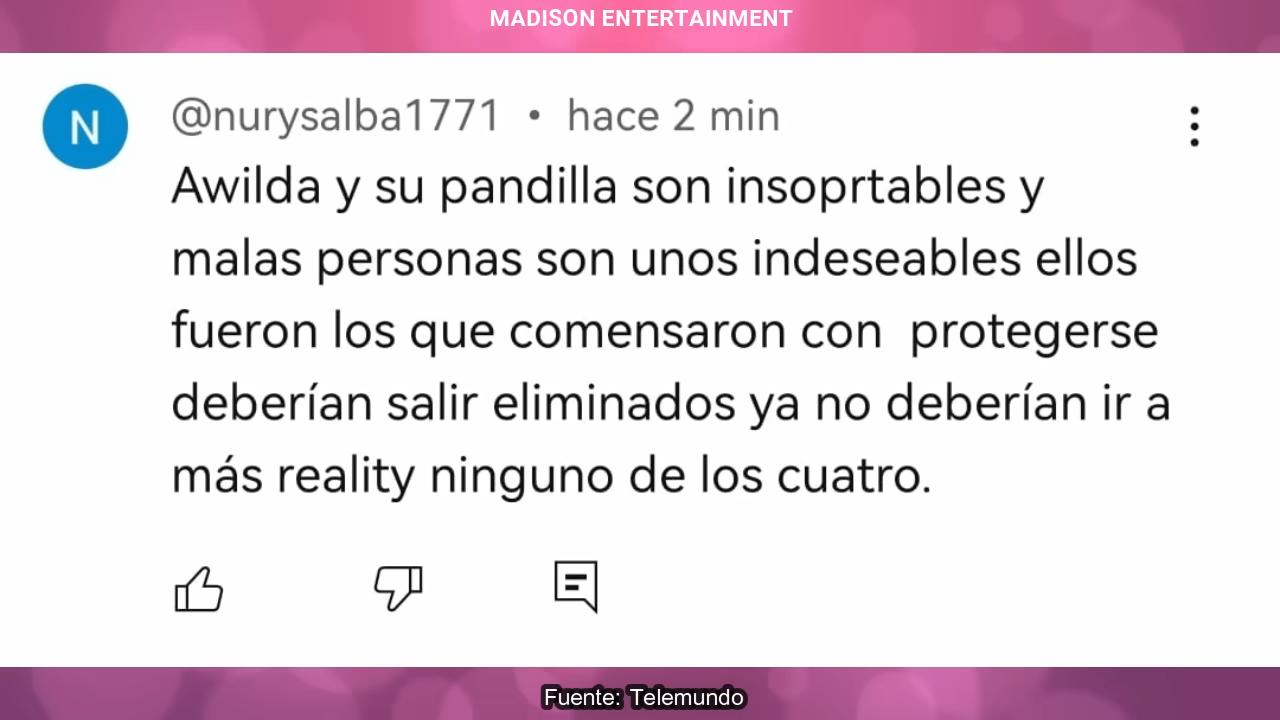 MADISON ENTERTAINMENT
N
@nurysalba1771 • hace 2 min
Awilda y su pandilla son insoprtables y
malas personas son unos indeseables ellos
fueron los que comensaron con  protegerse
deberían salir eliminados ya no deberían ir a
más reality ninguno de los cuatro.
Fuente: Telemundo